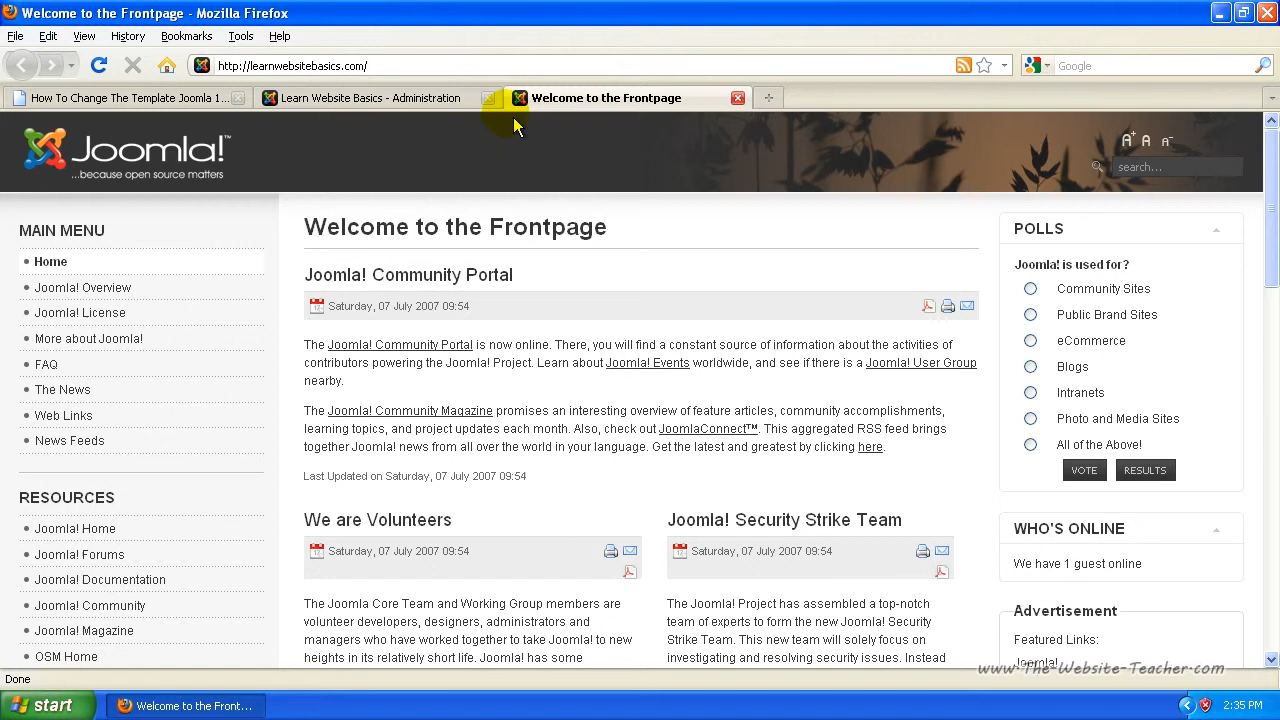 Welcome to the Frontpage - Mozilla Firefox
File Edit View History Bookmarks Tools Help
http://learnwebsitebasics.com/
Google
How To Change The Template Joomla 1...
Learn Website Basics - Administration
Welcome to the Frontpage
Joomla!™
...because open source matters
A+ A A-
search...
MAIN MENU
Home
Joomla! Overview
Joomla! License
More about Joomla!
FAQ
The News
Web Links
News Feeds
RESOURCES
Joomla! Home
Joomla! Forums
Joomla! Documentation
Joomla! Community
Joomla! Magazine
OSM Home
Welcome to the Frontpage
Joomla! Community Portal
Saturday, 07 July 2007 09:54
The Joomla! Community Portal is now online. There, you will find a constant source of information about the activities of
contributors powering the Joomla! Project. Learn about Joomla! Events worldwide, and see if there is a Joomla! User Group
nearby.
The Joomla! Community Magazine promises an interesting overview of feature articles, community accomplishments,
learning topics, and project updates each month. Also, check out JoomlaConnect™. This aggregated RSS feed brings
together Joomla! news from all over the world in your language. Get the latest and greatest by clicking here.
Last Updated on Saturday, 07 July 2007 09:54
We are Volunteers
Saturday, 07 July 2007 09:54
The Joomla Core Team and Working Group members are
volunteer developers, designers, administrators and
managers who have worked together to take Joomla! to new
heights in its relatively short life. Joomla! has some
Joomla! Security Strike Team
Saturday, 07 July 2007 09:54
The Joomla! Project has assembled a top-notch
team of experts to form the new Joomla! Security
Strike Team. This new team will solely focus on
investigating and resolving security issues. Instead
POLLS
Joomla! is used for?
Community Sites
Public Brand Sites
eCommerce
Blogs
Intranets
Photo and Media Sites
All of the Above!
VOTE RESULTS
WHO'S ONLINE
We have 1 guest online
Advertisement
Featured Links:
Joomla!
www.The-Website-Teacher.com
Done
start
Welcome to the Front...
2:35 PM